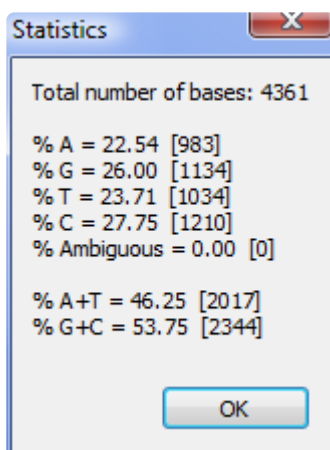 Statistics
X
Total number of bases: 4361
% A = 22.54 [983]
% G = 26.00 [1134]
% T = 23.71 [1034]
% C = 27.75 [1210]
% Ambiguous = 0.00 [0]
% A+T = 46.25 [2017]
% G+C = 53.75 [2344]
OK